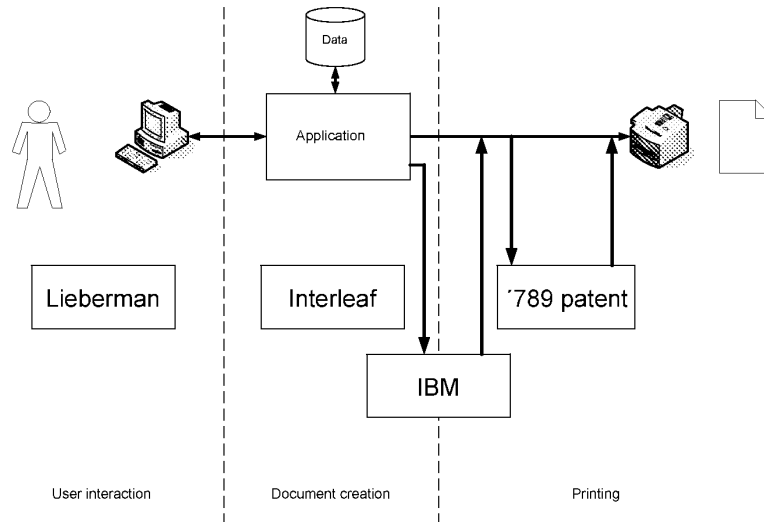 Data
Application
Lieberman
Interleaf
´789 patent
IBM
User interaction
Document creation
Printing